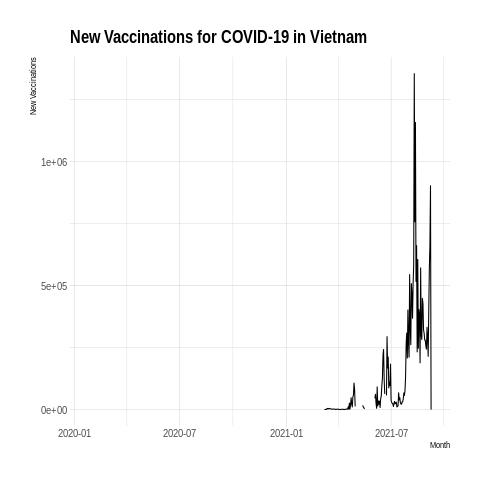 New Vaccinations for COVID-19 in Vietnam
New Vaccinations
1e+06
5e+05
0e+00
2020-01 2020-07 2021-01 2021-07
Month